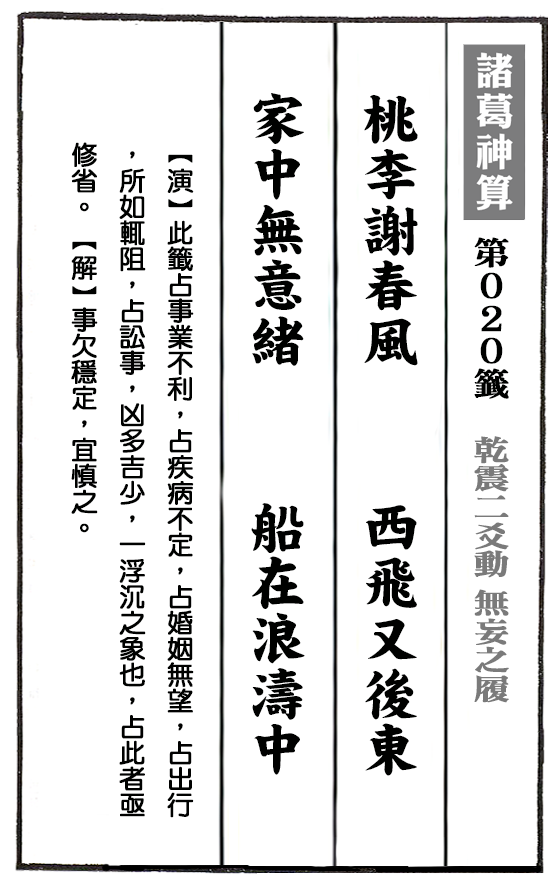 諸葛神算 第020籤 乾震二爻動 無妄之履
桃李謝春風 西飛又後東
家中無意緒 船在浪濤中
【演】此籤占事業不利，占疾病不定，占婚姻無望，占出行
，所如輒阻，占訟事，凶多吉少，一浮沉之象也，占此者亟
修省。【解】事欠穩定，宜慎之。